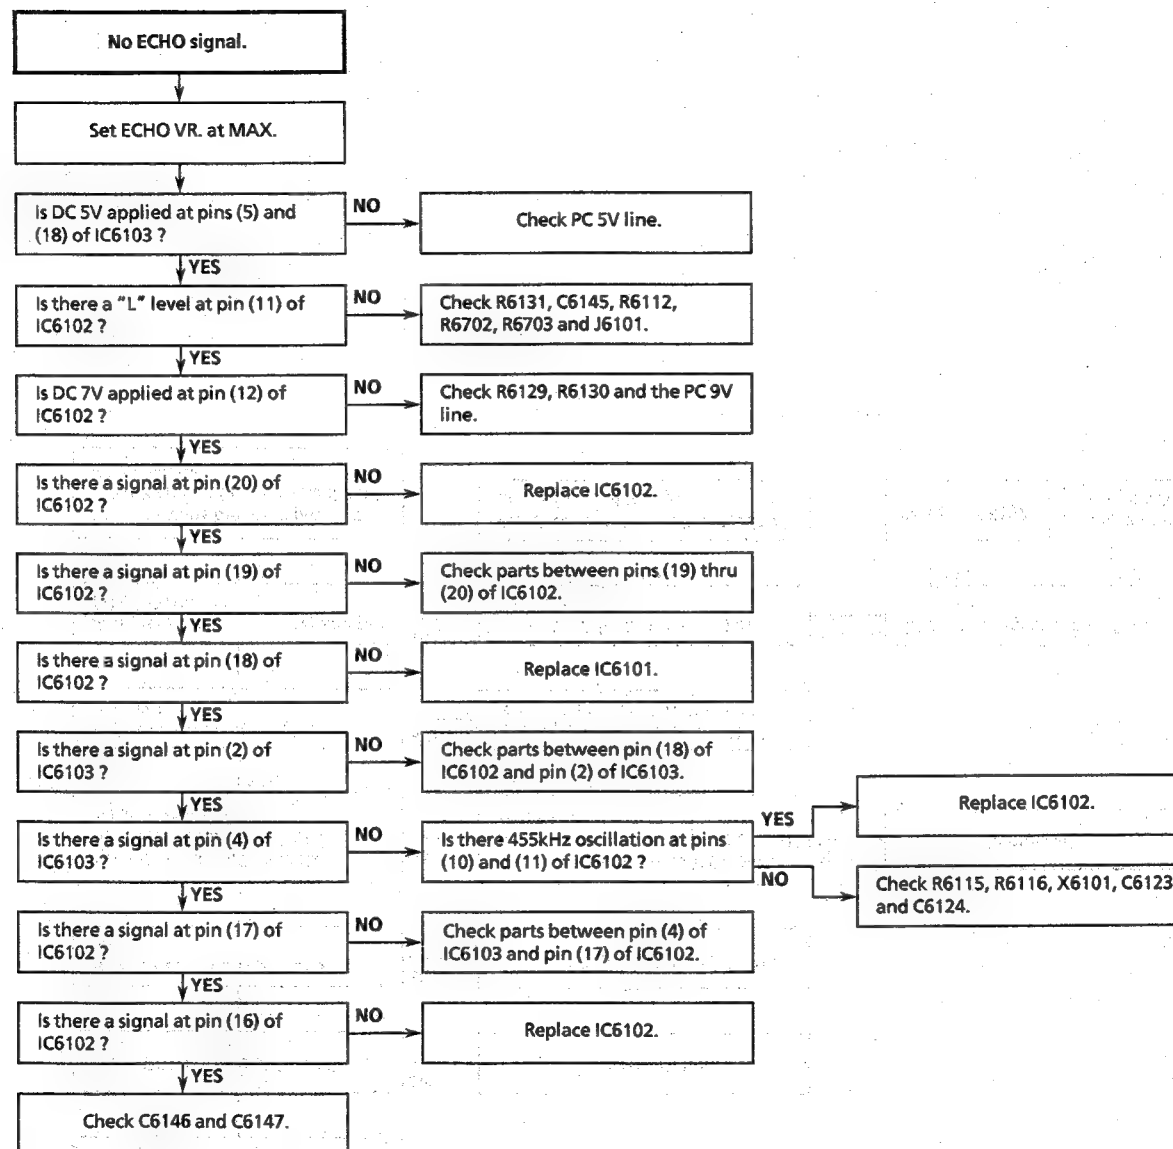 No ECHO signal.
Set ECHO VR. at MAX.
Is DC 5V applied at pins (5) and
(18) of IC6103 ?
NO
Check PC 5V line.
YES
Is there a "L" level at pin (11) of
IC6102 ?
NO
Check R6131, C6145, R6112,
R6702, R6703 and J6101.
YES
Is DC 7V applied at pin (12) of
IC6102 ?
NO
Check R6129, R6130 and the PC 9V
line.
YES
Is there a signal at pin (20) of
IC6102 ?
NO
Replace IC6102.
YES
Is there a signal at pin (19) of
IC6102 ?
NO
Check parts between pins (19) thru
(20) of IC6102.
YES
Is there a signal at pin (18) of
IC6102 ?
NO
Replace IC6101.
YES
Is there a signal at pin (2) of
IC6103 ?
NO
Check parts between pin (18) of
IC6102 and pin (2) of IC6103.
YES
Is there a signal at pin (4) of
IC6103 ?
NO
Is there 455kHz oscillation at pins
(10) and (11) of IC6102 ?
YES
Replace IC6102.
NO
Check R6115, R6116, X6101, C6123
and C6124.
YES
Is there a signal at pin (17) of
IC6102 ?
NO
Check parts between pin (4) of
IC6103 and pin (17) of IC6102.
YES
Is there a signal at pin (16) of
IC6102 ?
NO
Replace IC6102.
YES
Check C6146 and C6147.